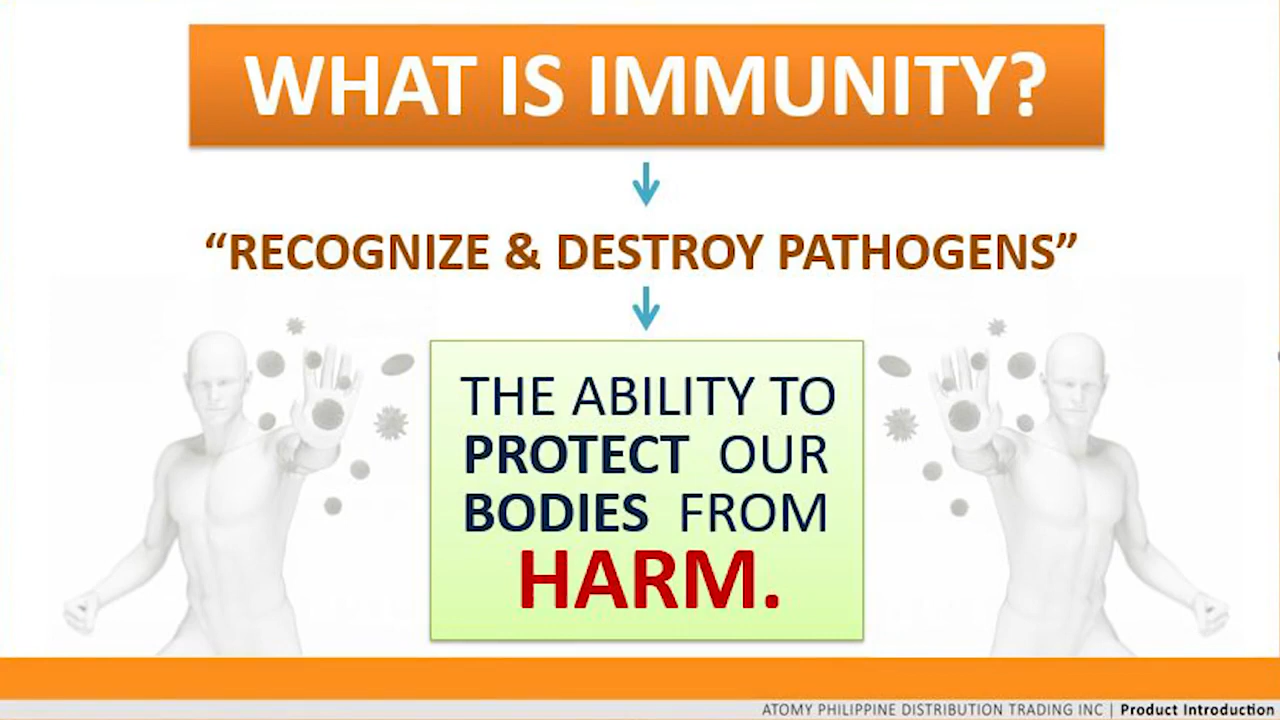 WHAT IS IMMUNITY?
“RECOGNIZE & DESTROY PATHOGENS”
THE ABILITY TO
PROTECT OUR
BODIES FROM
HARM.
ATOMY PHILIPPINE DISTRIBUTION TRADING INC | Product Introduction